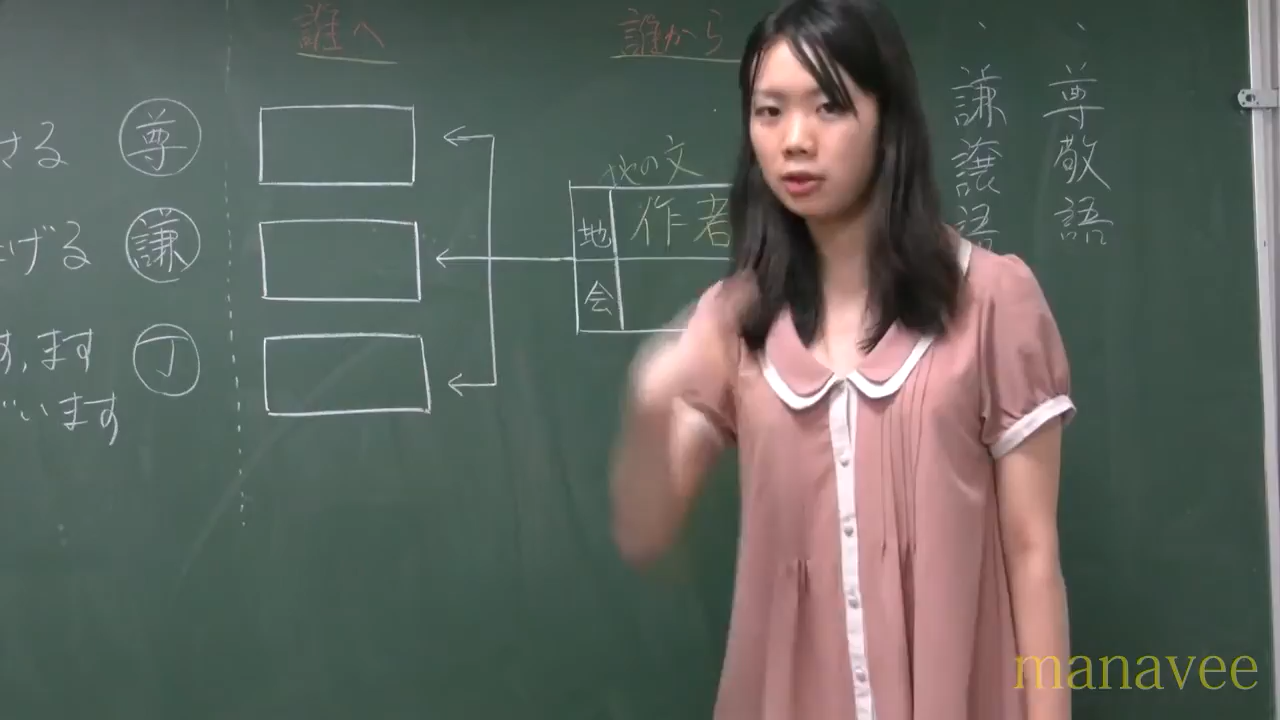 尊敬語
謙譲語
誰から
誰へ
地の文
地 作者
会
さる 尊
げる 謙
す、ます 丁
います
manavee